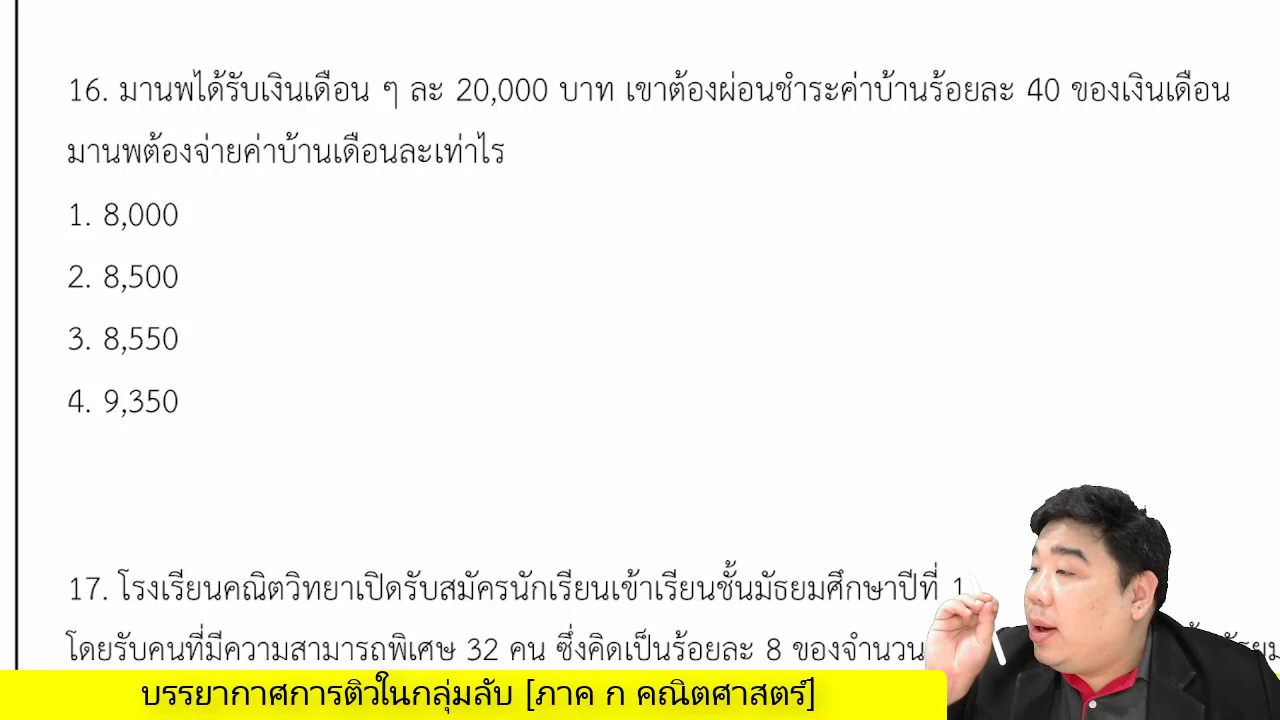 16. มานพได้รับเงินเดือน ๆ ละ 20,000 บาท เขาต้องผ่อนชำระค่าบ้านร้อยละ 40 ของเงินเดือน
มานพต้องจ่ายค่าบ้านเดือนละเท่าไร
1. 8,000
2. 8,500
3. 8,550
4. 9,350
17. โรงเรียนคณิตวิทยาเปิดรับสมัครนักเรียนเข้าเรียนชั้นมัธยมศึกษาปีที่ 1
โดยรับคนที่มีความสามารถพิเศษ 32 คน ซึ่งคิดเป็นร้อยละ 8 ของจำนวน
บรรยากาศการติวในกลุ่มลับ [ภาค ก คณิตศาสตร์]